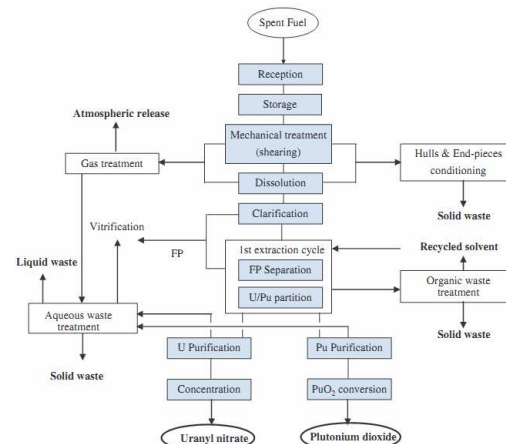 Spent Fuel
Reception
Storage
Atmospheric release
Mechanical treatment
(shearing)
Gas treatment
Hulls & End-pieces
conditioning
Dissolution
Clarification
Solid waste
Vitrification
FP
1st extraction cycle
Recycled solvent
Liquid waste
FP Separation
U/Pu partition
Organic waste
treatment
Aqueous waste
treatment
Solid waste
U Purification
Pu Purification
Solid waste
Concentration
PuO₂ conversion
Uranyl nitrate
Plutonium dioxide